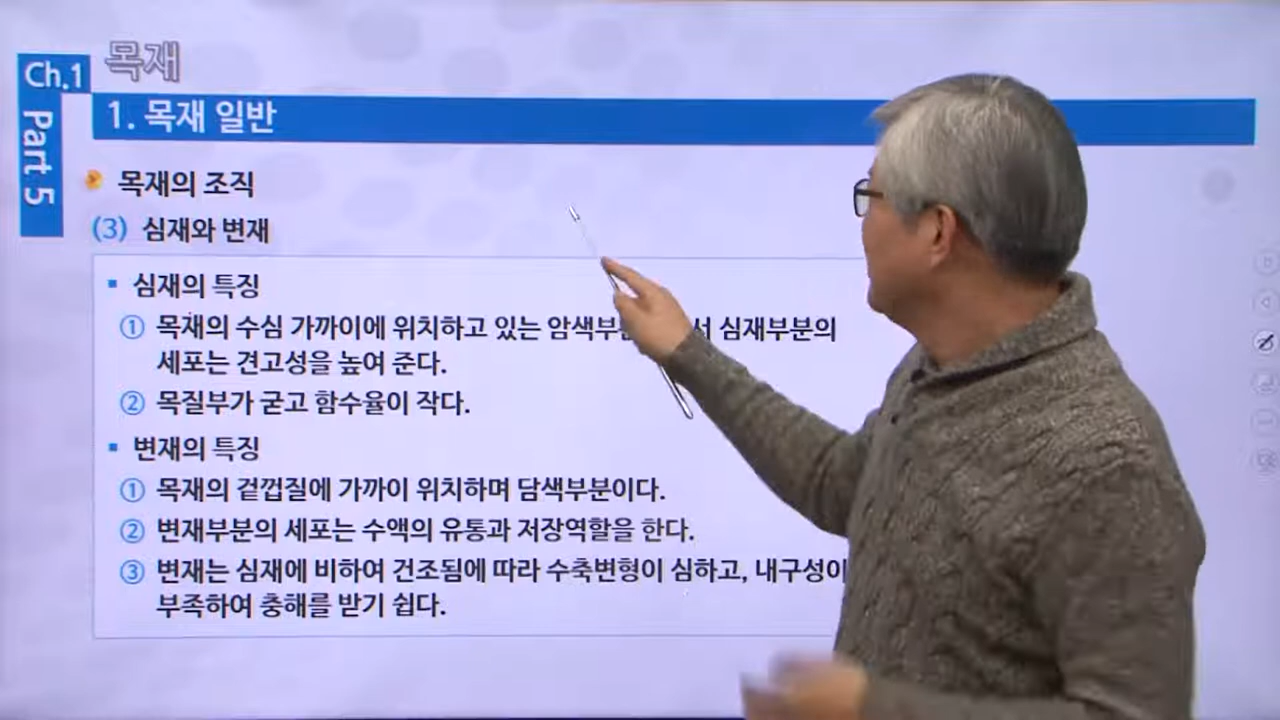 목재
Ch.1
1. 목재 일반
Part 5
목재의 조직
(3) 심재와 변재
▪ 심재의 특징
① 목재의 수심 가까이에 위치하고 있는 암색부 서 심재부분의
세포는 견고성을 높여 준다.
② 목질부가 굳고 함수율이 작다.
▪ 변재의 특징
① 목재의 겉껍질에 가까이 위치하며 담색부분이다.
② 변재부분의 세포는 수액의 유통과 저장역할을 한다.
③ 변재는 심재에 비하여 건조됨에 따라 수축변형이 심하고, 내구성이
부족하여 충해를 받기 쉽다.